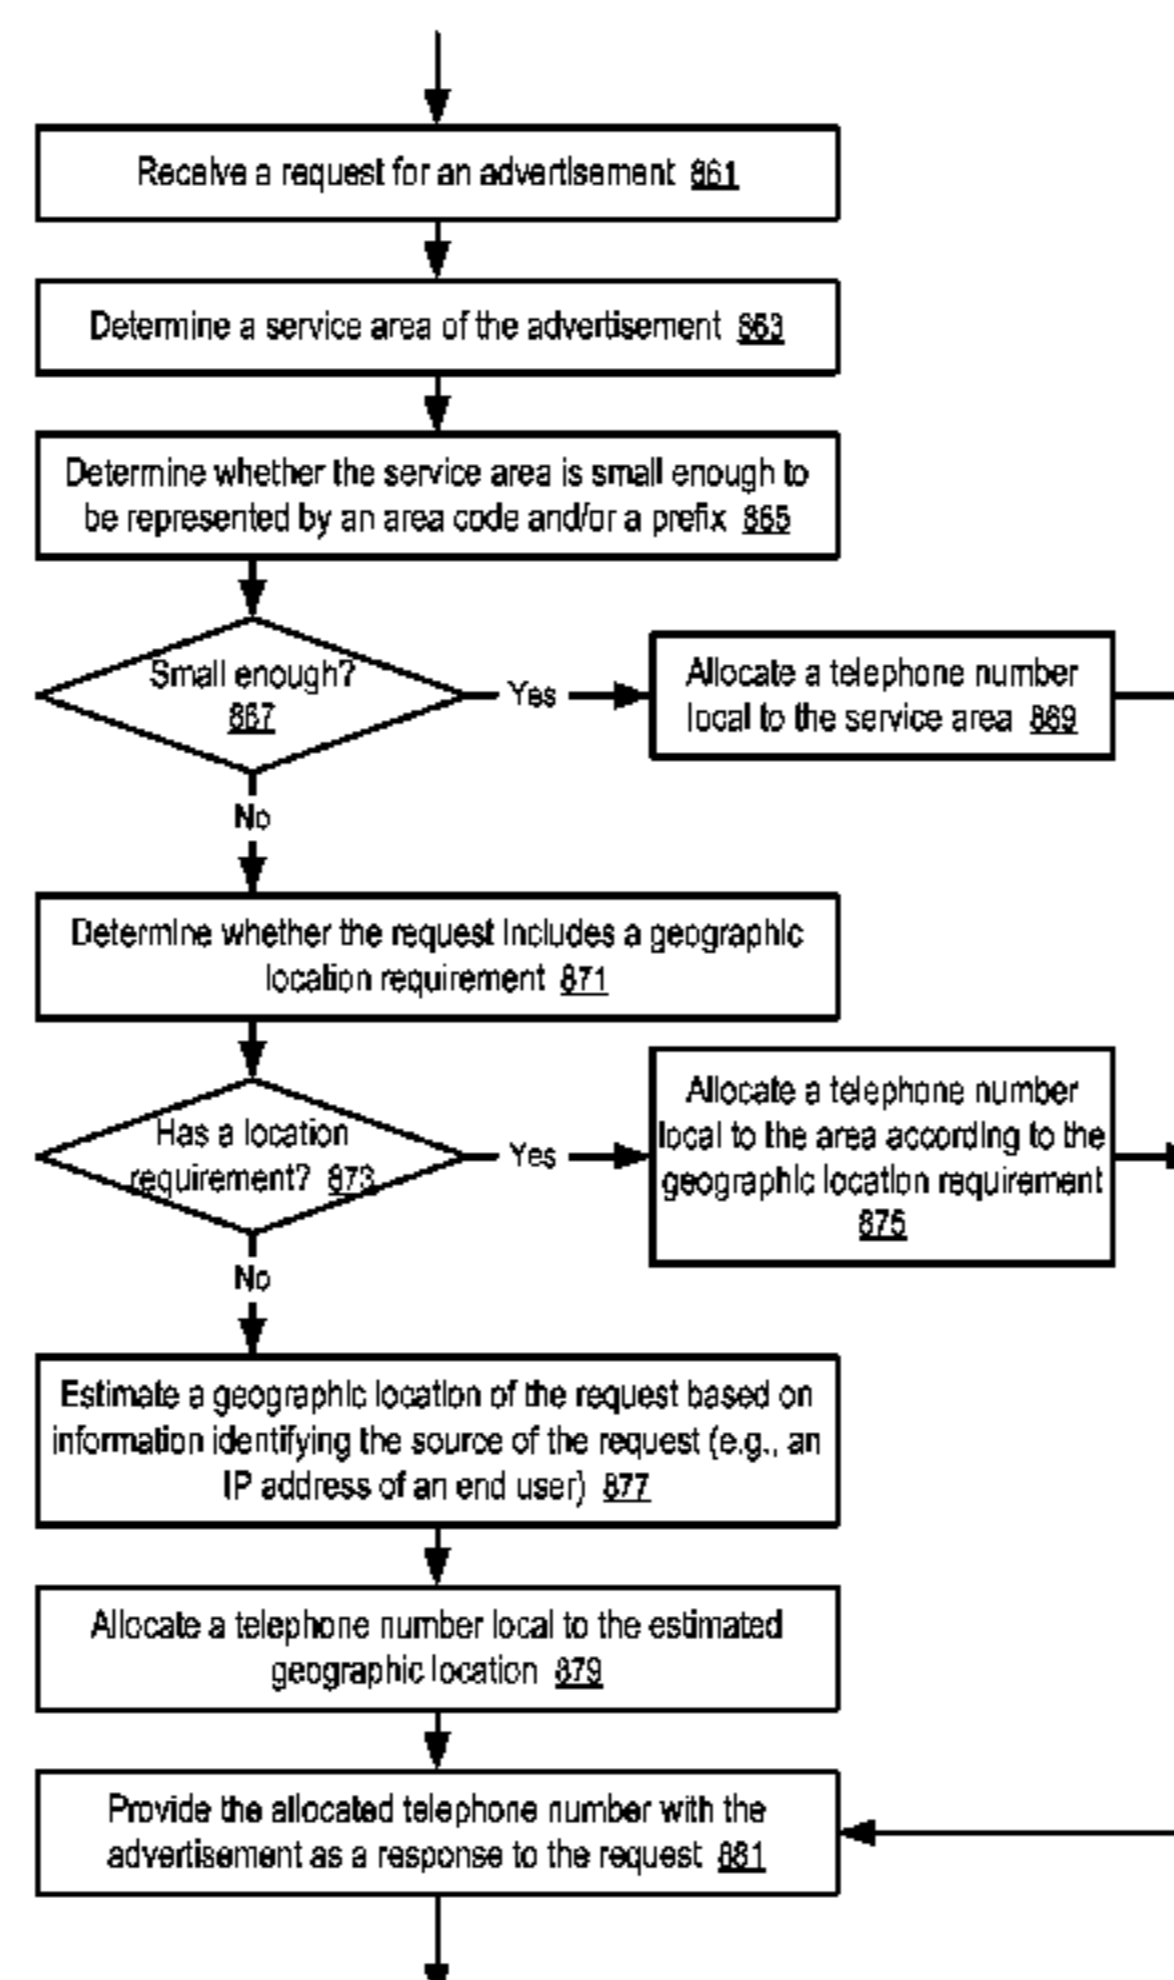 Receive a request for an advertisement 861
Determine a service area of the advertisement 863
Determine whether the service area is small enough to
be represented by an area code and/or a prefix 865
Small enough?
867
Yes
Allocate a telephone number
local to the service area 869
No
Determine whether the request includes a geographic
location requirement 871
Has a location
requirement? 873
Yes
Allocate a telephone number
local to the area according to the
geographic location requirement
875
No
Estimate a geographic location of the request based on
information identifying the source of the request (e.g., an
IP address of an end user) 877
Allocate a telephone number local to the estimated
geographic location 879
Provide the allocated telephone number with the
advertisement as a response to the request 881